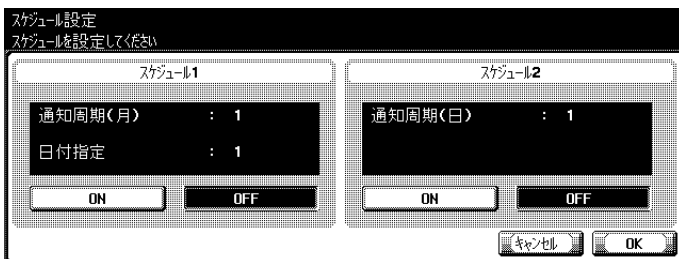 スケジュール設定
スケジュールを設定してください
スケジュール1
通知周期(月) : 1
日付指定 : 1
ON OFF
スケジュール2
通知周期(日) : 1
ON OFF
キャンセル OK